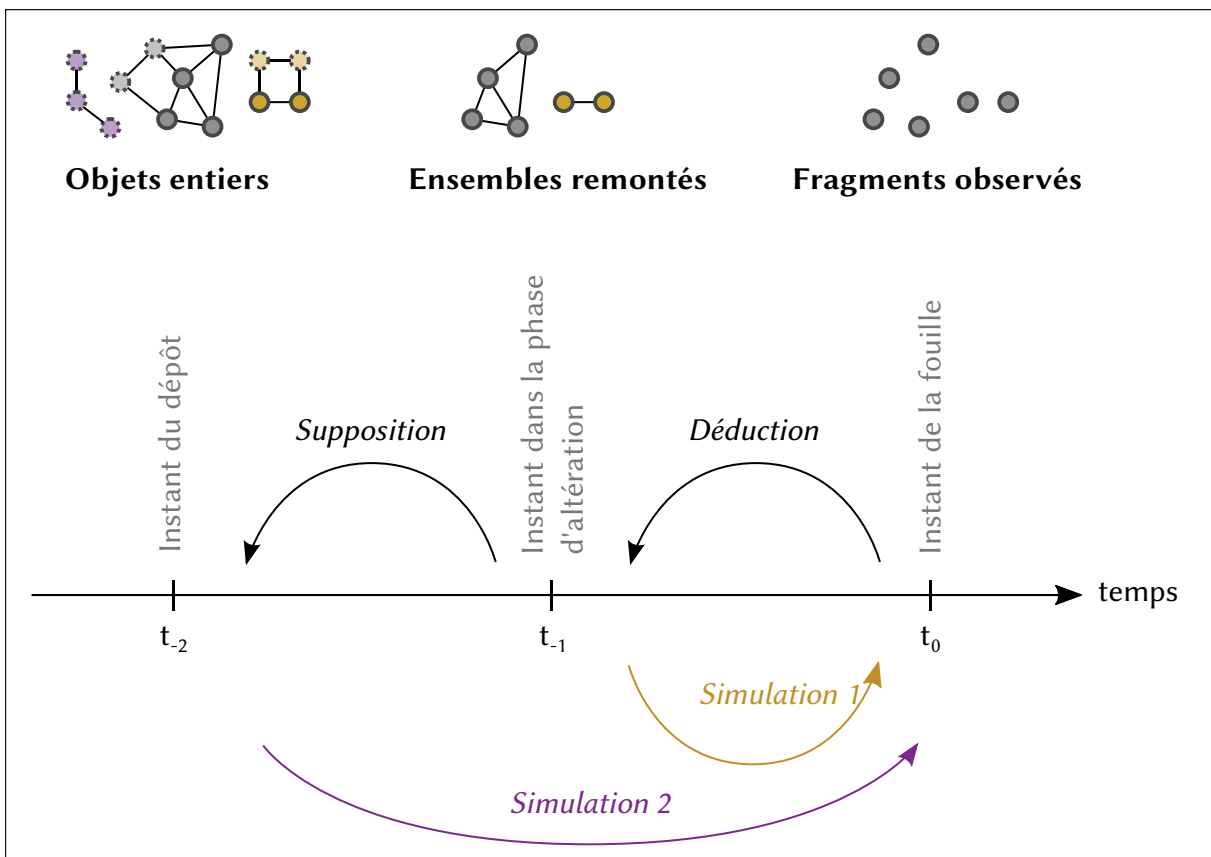 Objets entiers
Ensembles remontés
Fragments observés
Instant du dépôt
Instant dans la phase
d'altération
Instant de la fouille
Supposition
Déduction
temps
t-2
t-1
t0
Simulation 1
Simulation 2